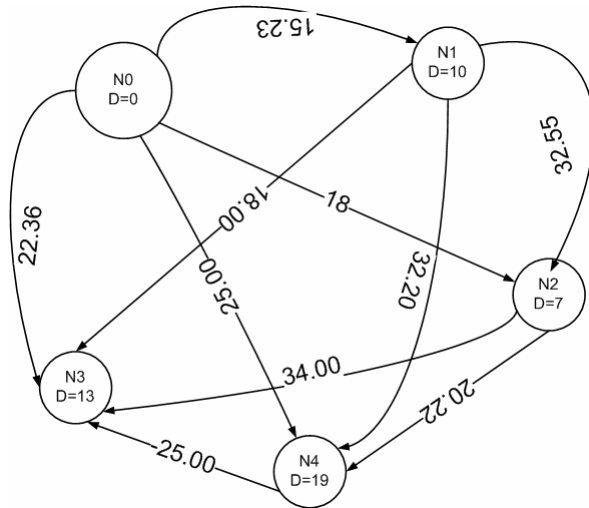 15.23
N0
D=0
N1
D=10
32.55
18.00
18
22.36
25.00
32.20
N2
D=7
34.00
N3
D=13
20.22
25.00
N4
D=19